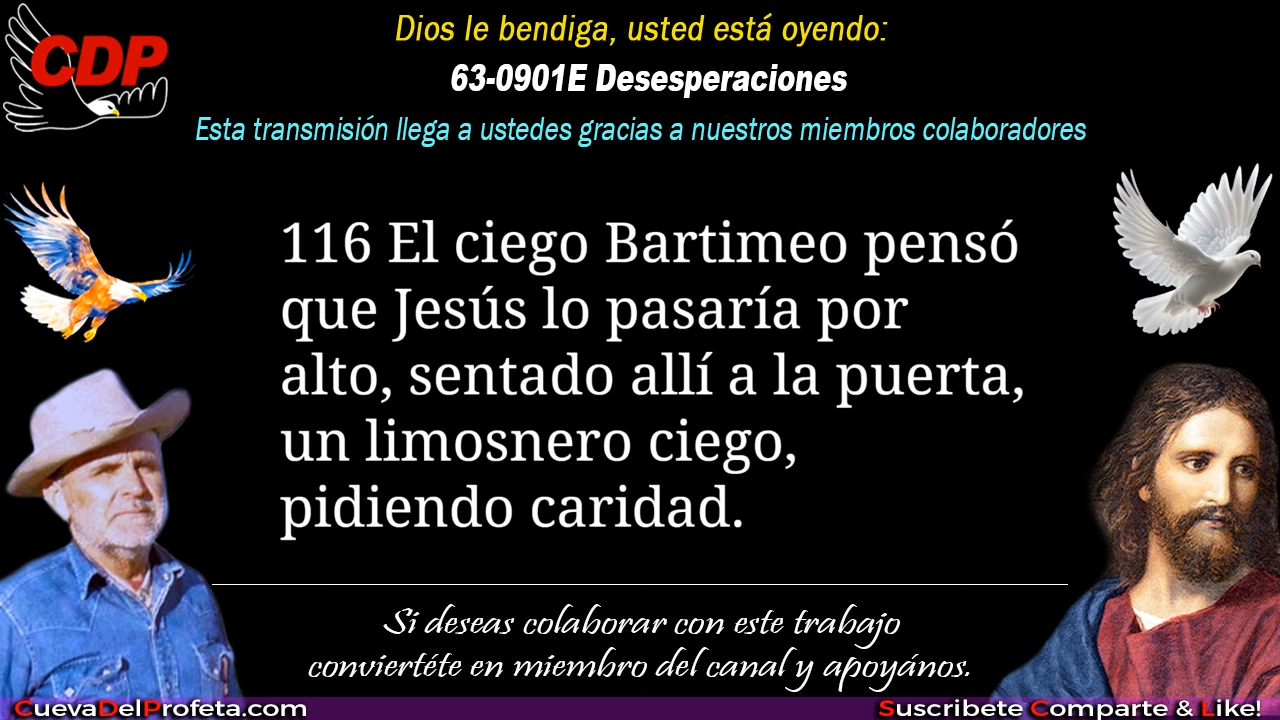 CDP
Dios le bendiga, usted está oyendo:
63-0901E Desesperaciones
Esta transmisión llega a ustedes gracias a nuestros miembros colaboradores
116 El ciego Bartimeo pensó
que Jesús lo pasaría por
alto, sentado allí a la puerta,
un limosnero ciego,
pidiendo caridad.
Si deseas colaborar con este trabajo
conviertéte en miembro del canal y apoyános.
CuevaDelProfeta.com
Suscribete Comparte & Like!